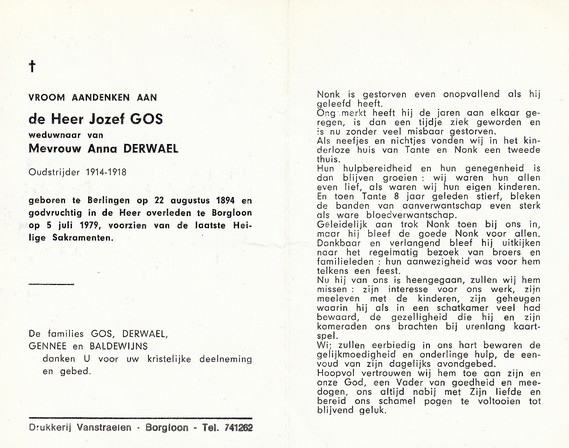 VROOM AANDENKEN AAN
de Heer Jozef GOS
weduwnaar van
Mevrouw Anna DERWAEL
Oudstrijder 1914-1918
geboren te Berlingen op 22 augustus 1894 en
godvruchtig in de Heer overleden te Borgloon
op 5 juli 1979, voorzien van de laatste Hei-
lige Sakramenten.
De families GOS, DERWAEL,
GENNEE en BALDEWIJNS
danken U voor uw kristelijke deelneming
en gebed.
Drukkerij Vanstraelen - Borgloon - Tel. 741262
Nonk is gestorven even onopvallend als hij
geleefd heeft.
Ong merkt heeft hij de jaren aan elkaar ge-
regen, is dan een tijdje ziek geworden en
is nu zonder veel misbaar gestorven.
Als neefjes en nichtjes vonden wij in het kin-
derloze huis van Tante en Nonk een tweede
thuis.
Hun hulpbereidheid en hun genegenheid is
dan blijven groeien : wij waren hun allen
even lief, als waren wij hun eigen kinderen.
En toen Tante 8 jaar geleden stierf, bleken
de banden van aanverwantschap even sterk
als ware bloedverwantschap.
Geleidelijk aan trok Nonk toen bij ons in,
maar hij bleef de goede Nonk voor allen.
Dankbaar en verlangend bleef hij uitkijken
naar het regelmatig bezoek van broers en
familieleden : hun aanwezigheid was voor hem
telkens een feest.
Nu hij van ons is heengegaan, zullen wij hem
missen : zijn interesse voor ons werk, zijn
meeleven met de kinderen, zijn geheugen
waarin hij als in een schatkamer veel had
bewaard, de gezelligheid die hij en zijn
kameraden ons brachten bij urenlang kaart-
spel.
Wij zullen eerbiedig in ons hart bewaren de
gelijkmoedigheid en onderlinge hulp, de een-
voud van zijn dagelijks avondgebed.
Hoopvol vertrouwen wij hem toe aan zijn en
onze God, een Vader van goedheid en mee-
dogen, ons altijd nabij met Zijn liefde en
bereid ons schamel pogen te voltooien tot
blijvend geluk.